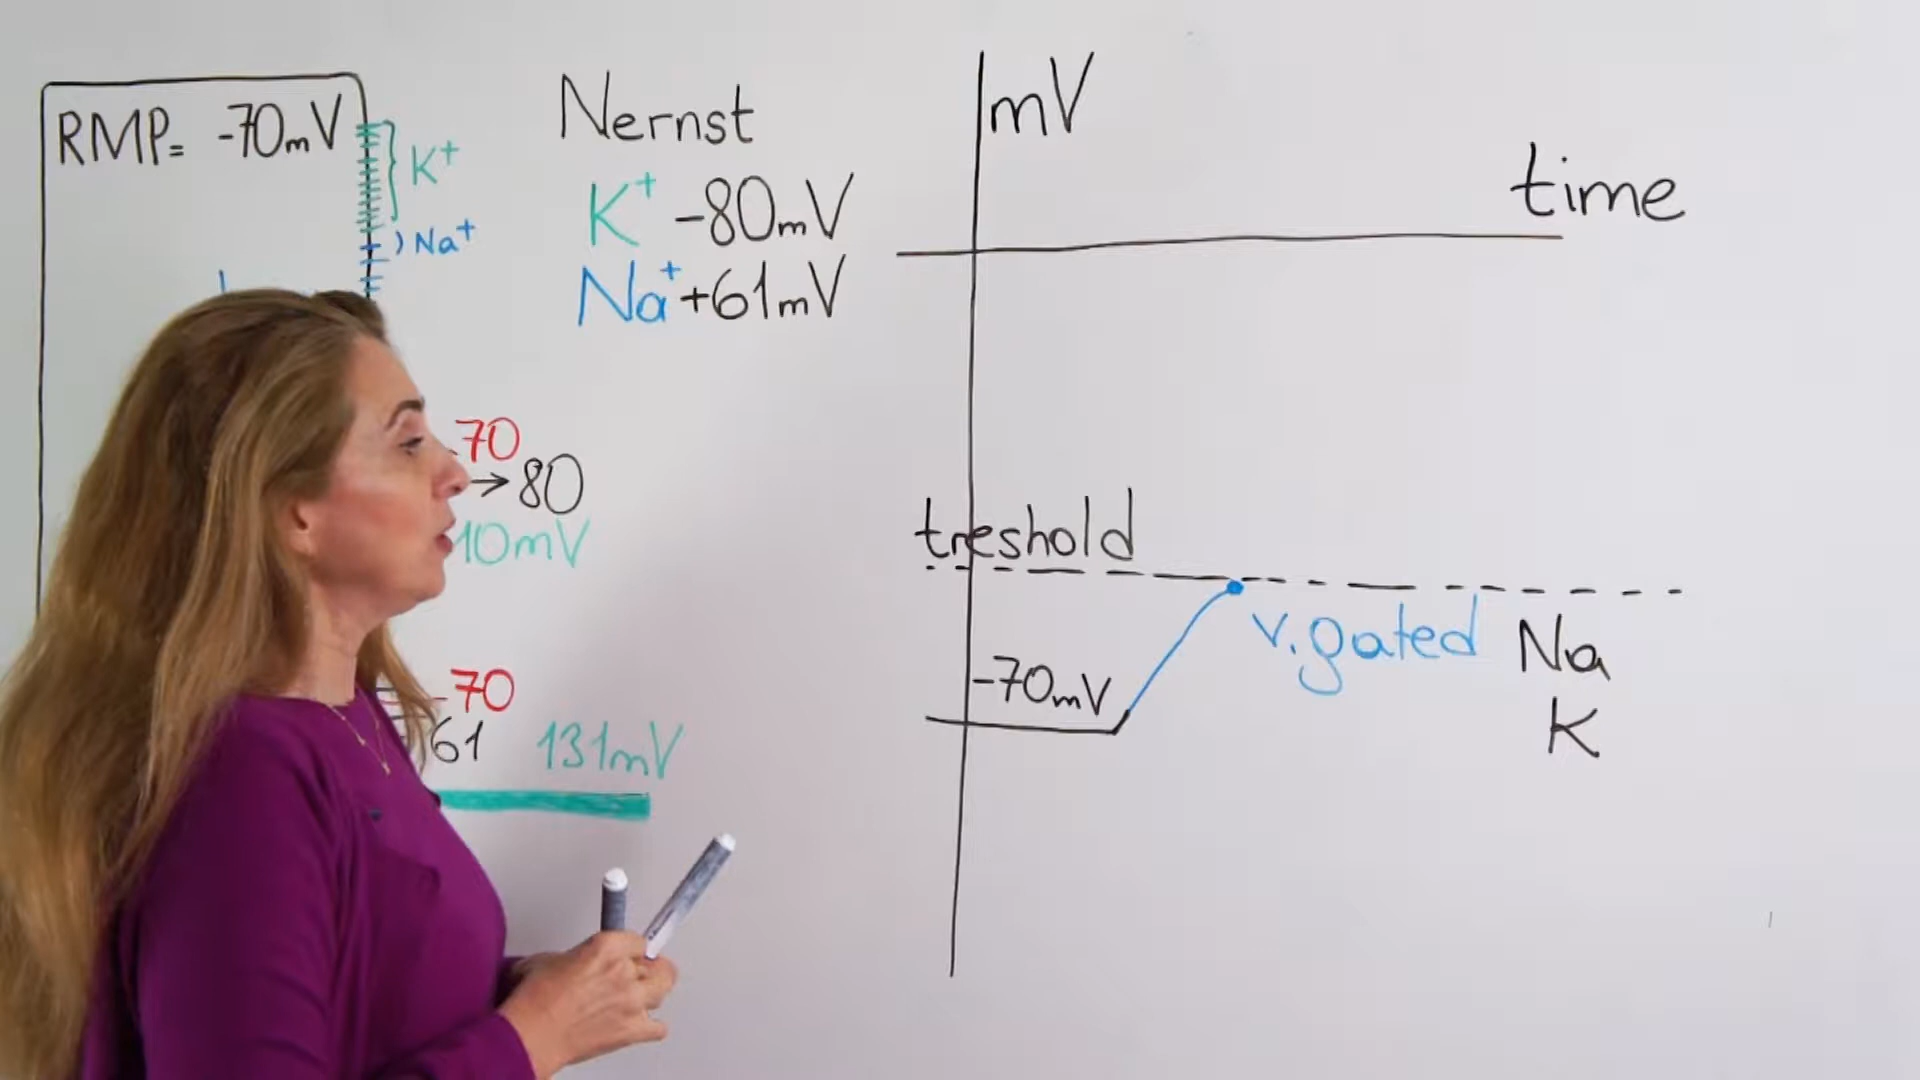 RMP= -70mV
K+
Na+
Nernst
K+ -80mV
Na+ +61mV
-70
→80
10mV
-70
61 131mV
mV
time
treshold
v. gated Na
K
-70mV